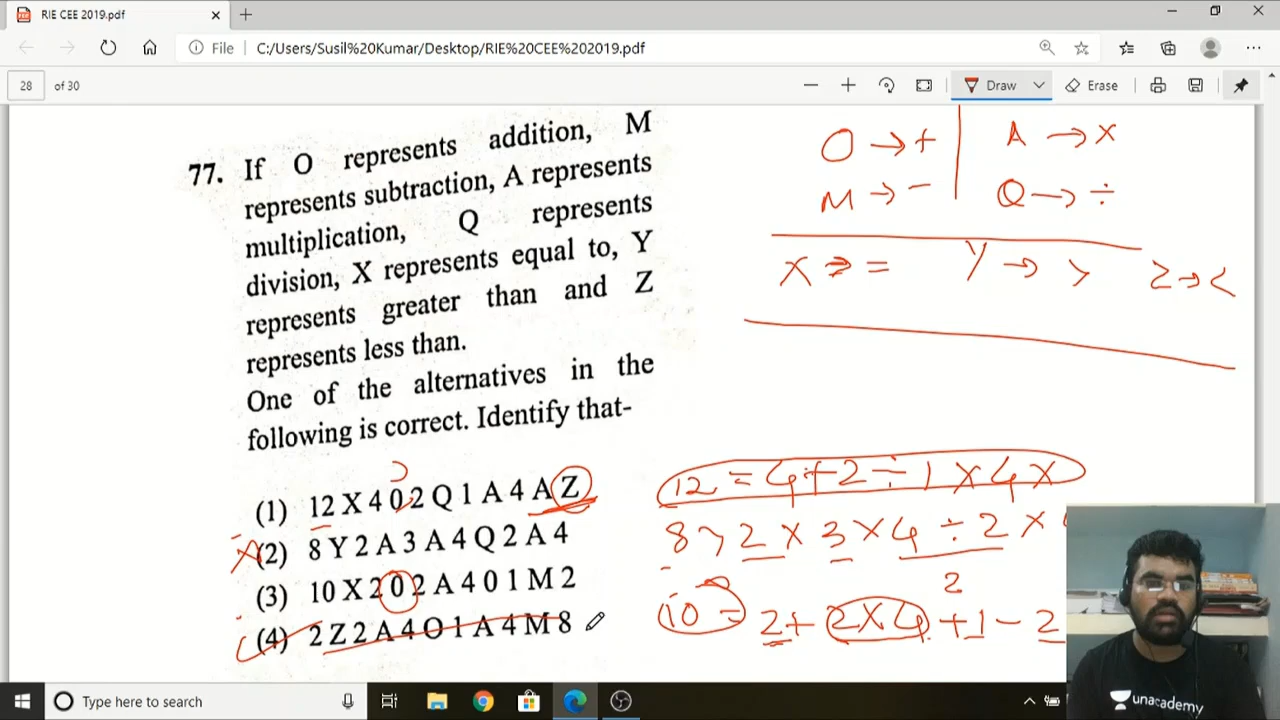 RIE CEE 2019.pdf
File C:/Users/Susil%20Kumar/Desktop/RIE%20CEE%202019.pdf
28 of 30 Draw Erase
77. If O represents addition, M
represents subtraction, A represents
multiplication, Q represents
division, X represents equal to, Y
represents greater than and Z
represents less than.
One of the alternatives in the
following is correct. Identify that-
(1) 12 X 4 0 2 Q 1 A 4 A Z
(2) 8 Y 2 A 3 A 4 Q 2 A 4
(3) 10 X 2 0 2 A 4 0 1 M 2
(4) 2 Z 2 A 4 O 1 A 4 M 8
O → + A → ×
M → − Q → ÷
X → = Y → > Z → <
12 = 4 + 2 ÷ 1 × 4 ×
8 > 2 × 3 × 4 ÷ 2 ×
2
10 = 2 + 2 × 4 + 1 − 2
unacademy
Type here to search